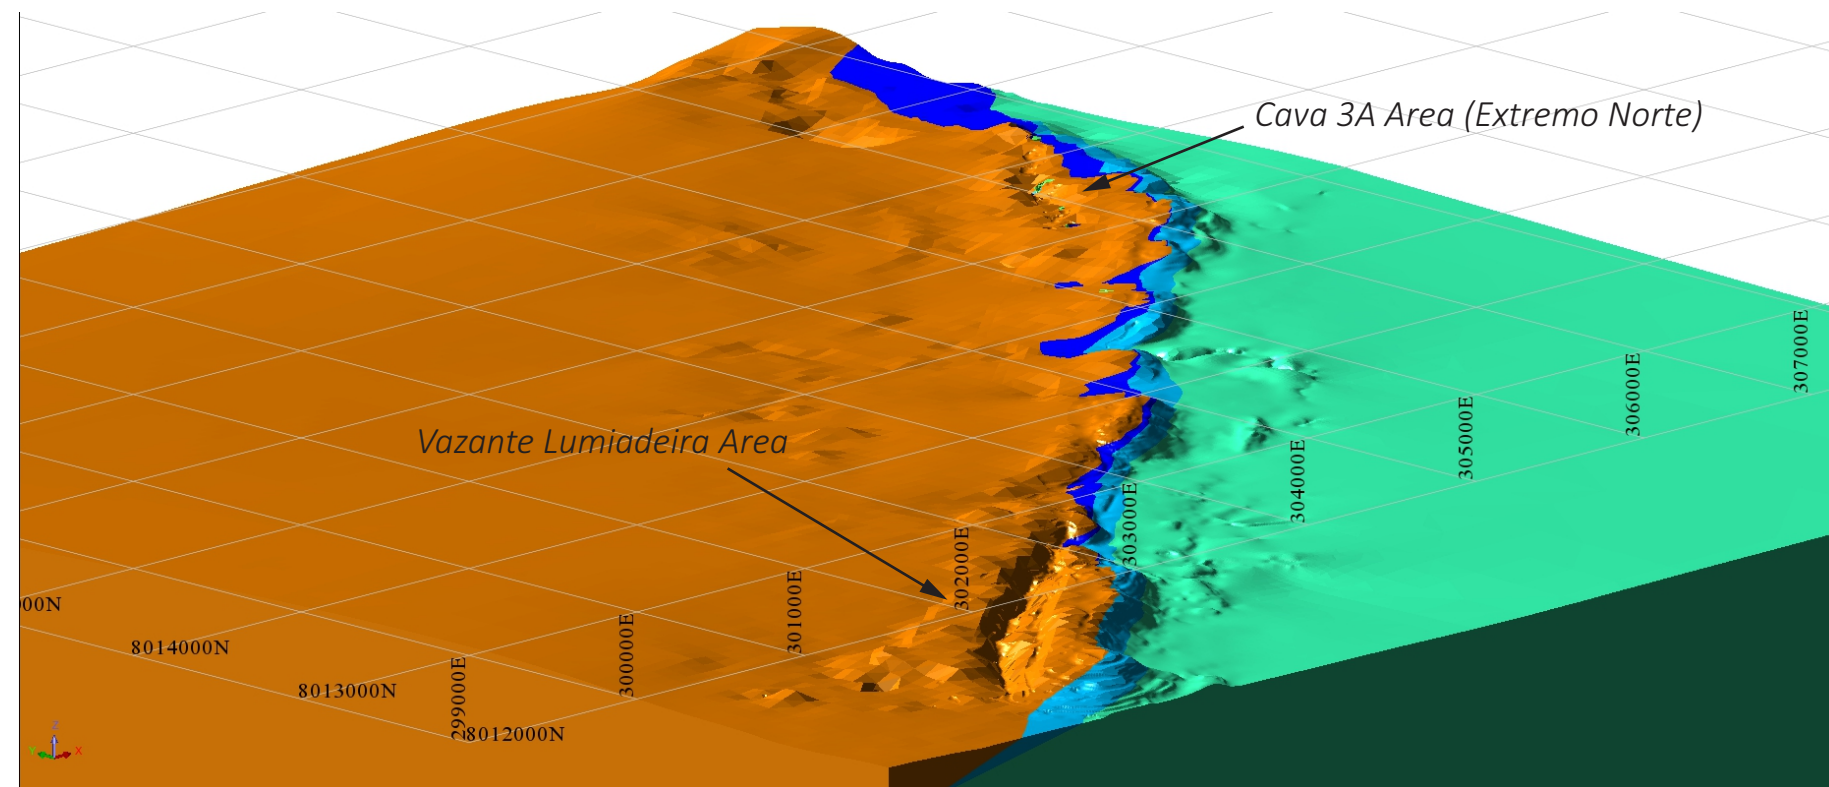 Cava 3A Area (Extremo Norte)
307000E
306000E
305000E
Vazante Lumiadeira Area
304000E
303000E
302000E
301000E
00N
300000E
8014000N
299000E
8013000N
8012000N
Z
Y
X